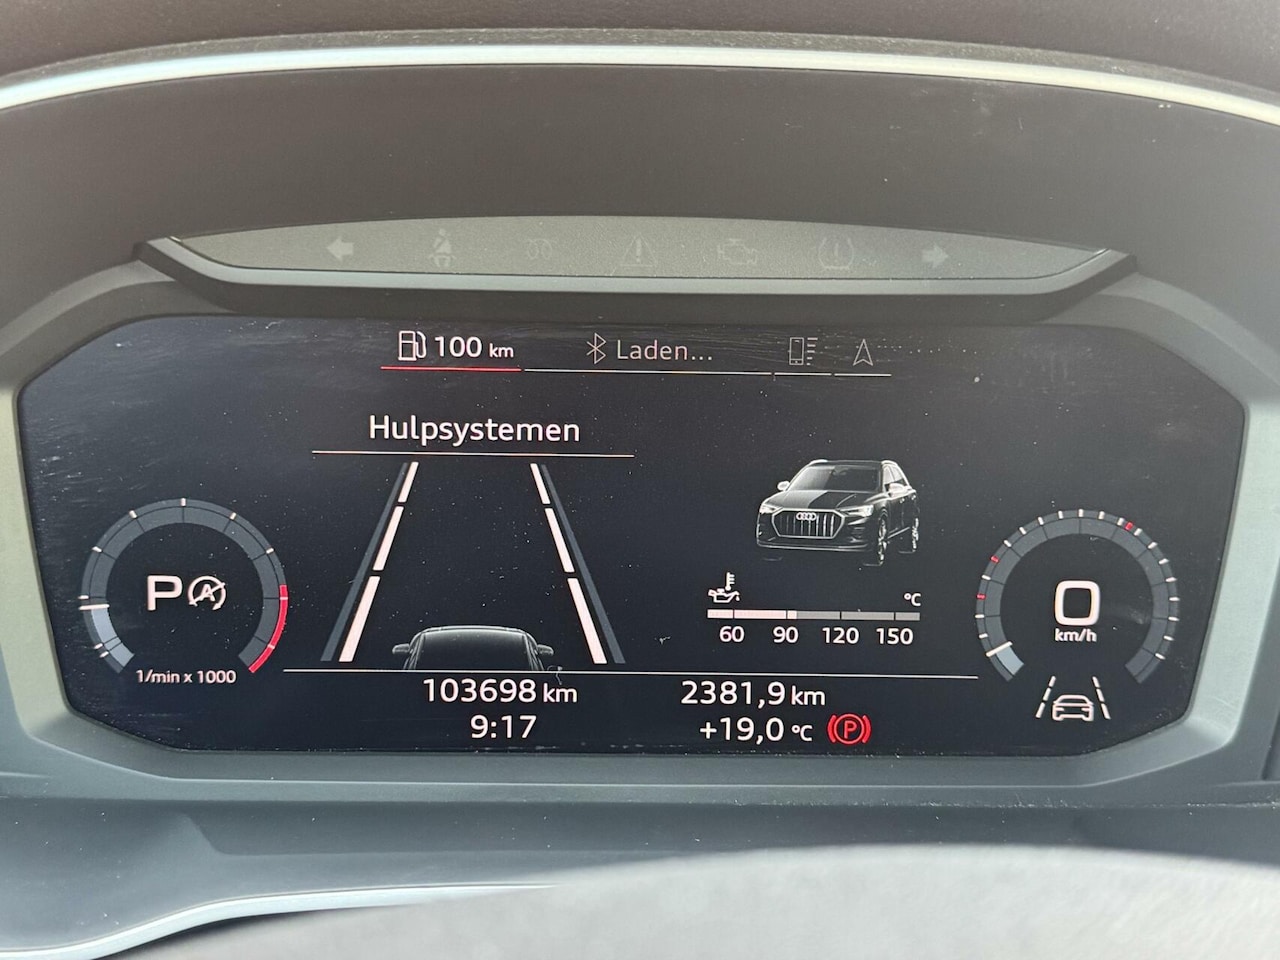 100 km
Laden...
Hulpsystemen
P A
1/min x 1000
°C
60 90 120 150
0
km/h
103698 km
2381,9 km
9:17
+19,0 °C (P)